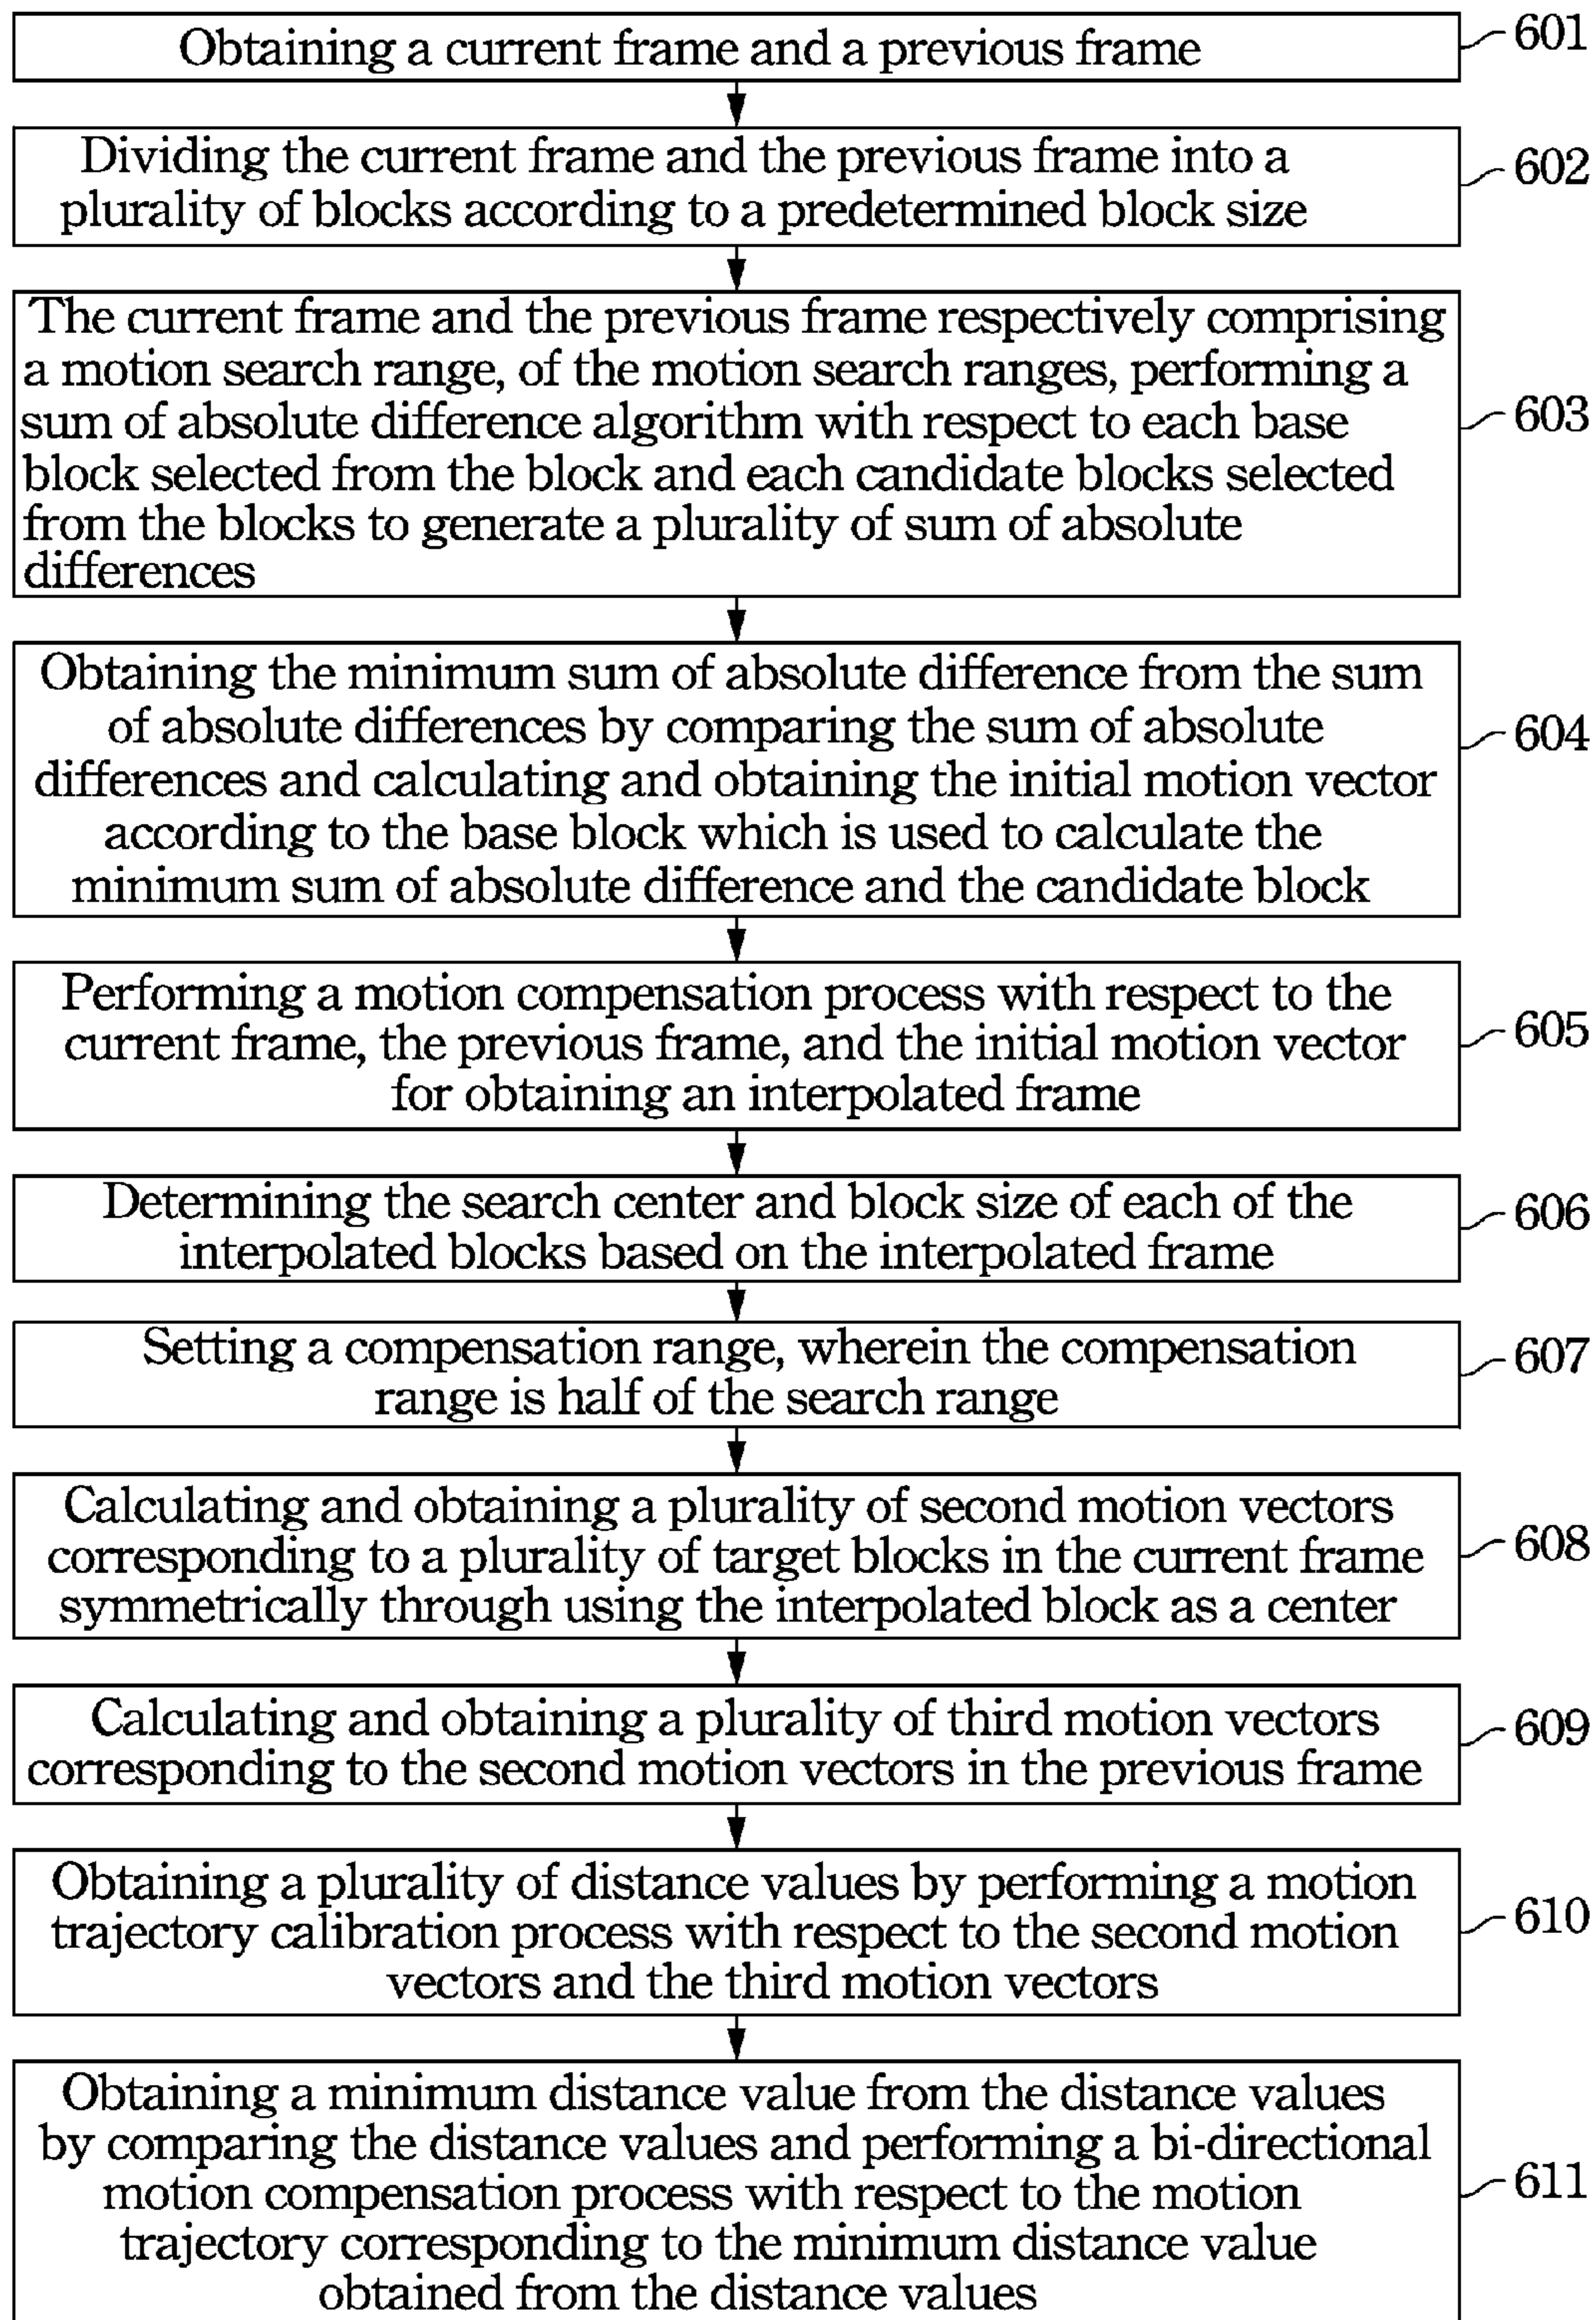 Obtaining a current frame and a previous frame
601
Dividing the current frame and the previous frame into a
plurality of blocks according to a predetermined block size
602
The current frame and the previous frame respectively comprising
a motion search range, of the motion search ranges, performing a
sum of absolute difference algorithm with respect to each base
block selected from the block and each candidate blocks selected
from the blocks to generate a plurality of sum of absolute
differences
603
Obtaining the minimum sum of absolute difference from the sum
of absolute differences by comparing the sum of absolute
differences and calculating and obtaining the initial motion vector
according to the base block which is used to calculate the
minimum sum of absolute difference and the candidate block
604
Performing a motion compensation process with respect to the
current frame, the previous frame, and the initial motion vector
for obtaining an interpolated frame
605
Determining the search center and block size of each of the
interpolated blocks based on the interpolated frame
606
Setting a compensation range, wherein the compensation
range is half of the search range
607
Calculating and obtaining a plurality of second motion vectors
corresponding to a plurality of target blocks in the current frame
symmetrically through using the interpolated block as a center
608
Calculating and obtaining a plurality of third motion vectors
corresponding to the second motion vectors in the previous frame
609
Obtaining a plurality of distance values by performing a motion
trajectory calibration process with respect to the second motion
vectors and the third motion vectors
610
Obtaining a minimum distance value from the distance values
by comparing the distance values and performing a bi-directional
motion compensation process with respect to the motion
trajectory corresponding to the minimum distance value
obtained from the distance values
611